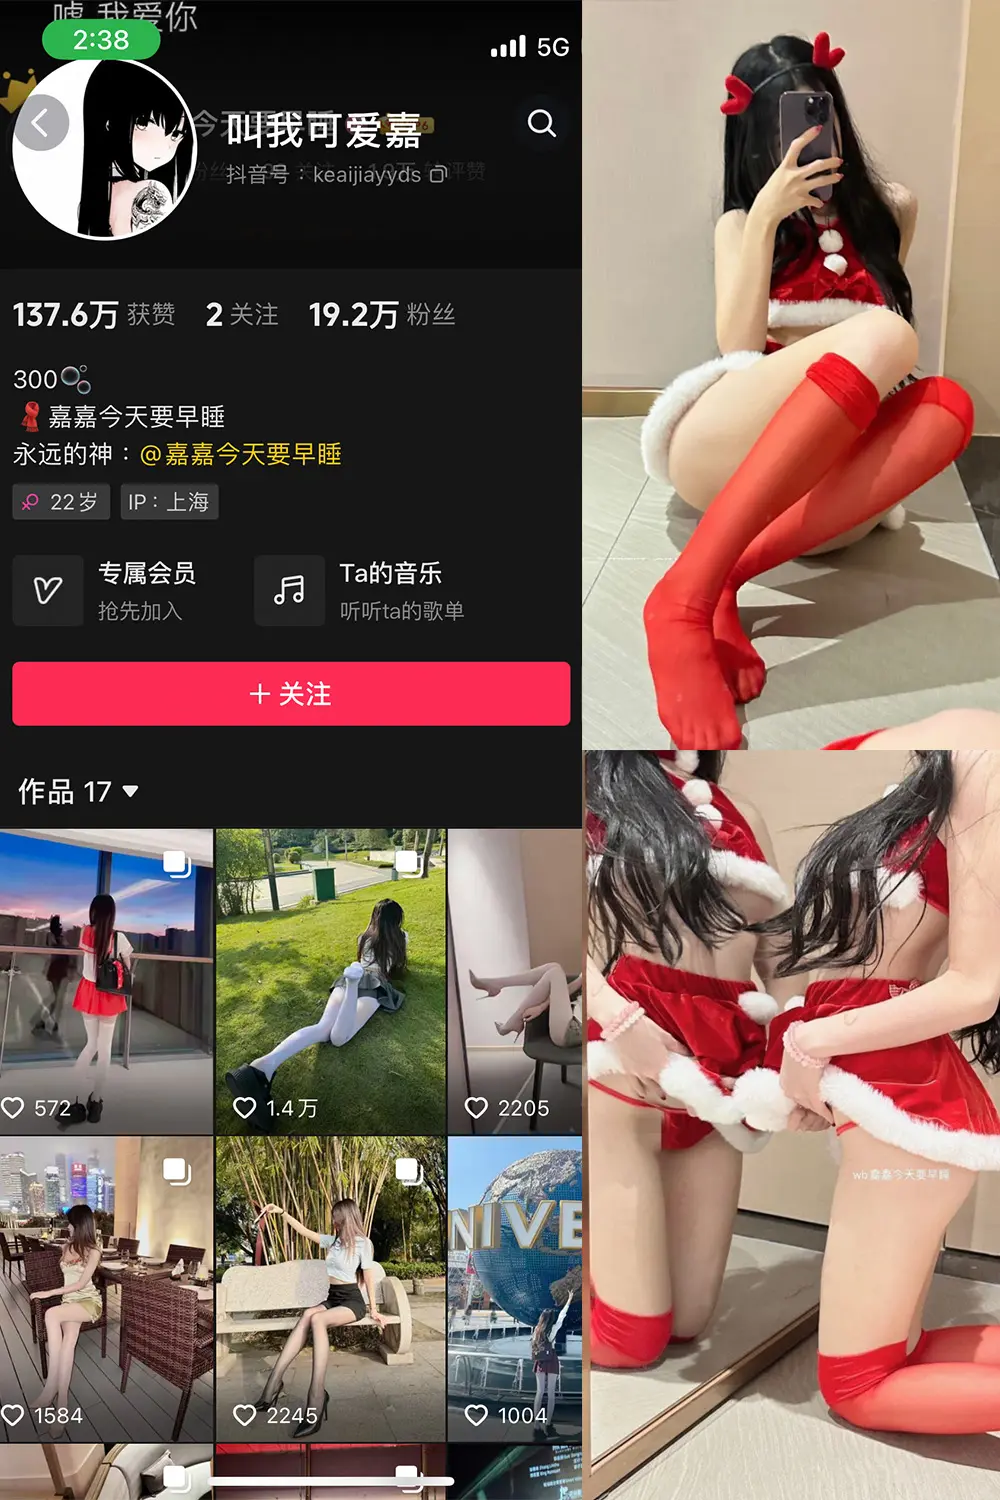 嘘 我爱你
2:38
5G
叫我可爱嘉
抖音号：keaijiayyds
137.6万 获赞 2 关注 19.2万 粉丝
300
嘉嘉今天要早睡
永远的神：@嘉嘉今天要早睡
22岁 IP：上海
专属会员
抢先加入
Ta的音乐
听听ta的歌单
＋关注
作品 17
572
1.4万
2205
NIVE
1584
2245
1004
wb嘉嘉今天要早睡